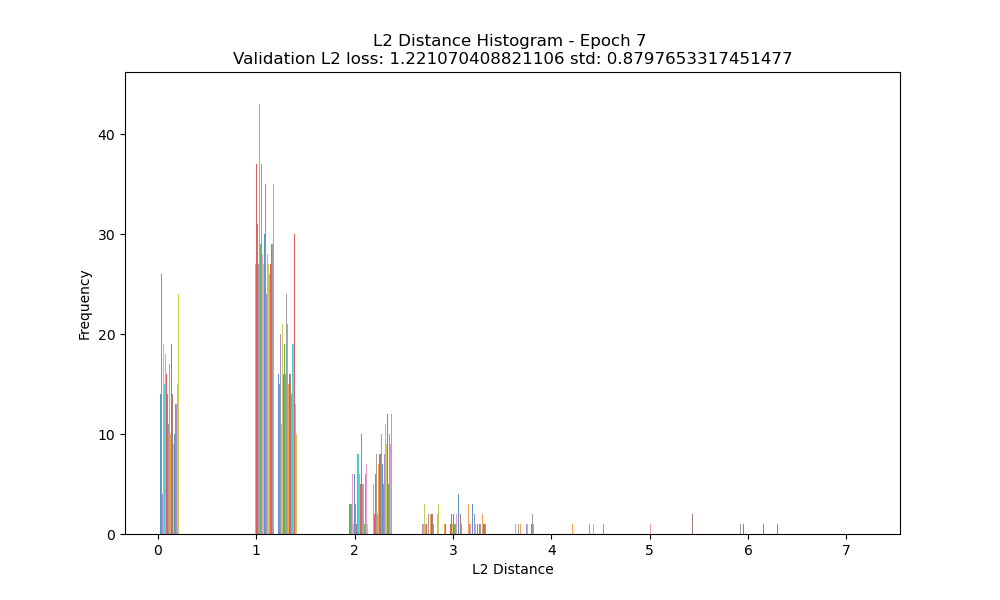 L2 Distance Histogram - Epoch 7
Validation L2 loss: 1.221070408821106 std: 0.8797653317451477
Frequency
40
30
20
10
0
0 1 2 3 4 5 6 7
L2 Distance